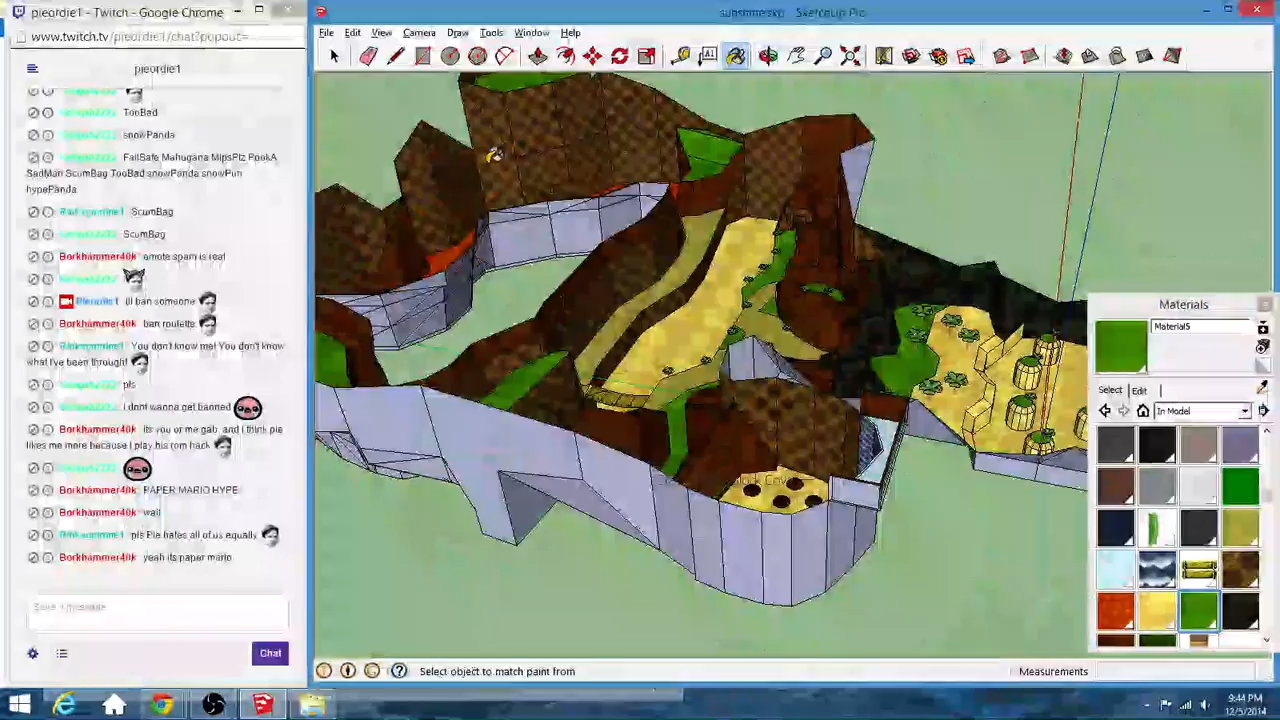 pieordie1 - Twitch - Google Chrome
www.twitch.tv/pieordie1/chat?popout=
pieordie1
TooBad
snowPanda
FailSafe Mahugana MipsPlz PookA
SadMan ScumBag TooBad snowPanda snowPun
hypePanda
ScumBag
ScumBag
Borkhammer40k emote spam is real
Pieordie1 ill ban someone
Borkhammer40k ban roulette
You don't know me! You don't
know what I've been through!
pls
I dont wanna get banned
Borkhammer40k Its you or me gab, and I think pie
likes me more because I play his rom hack
Borkhammer40k PAPER MARIO HYPE
Borkhammer40k wait
pls Pie hates all of us equally
Borkhammer40k yeah its paper mario
Send a message
Chat
SketchUp Pro
File Edit View Camera Draw Tools Window Help
A1
Materials
Material5
Select Edit
In Model
Select object to match paint from
Measurements
9:44 PM
12/5/2014